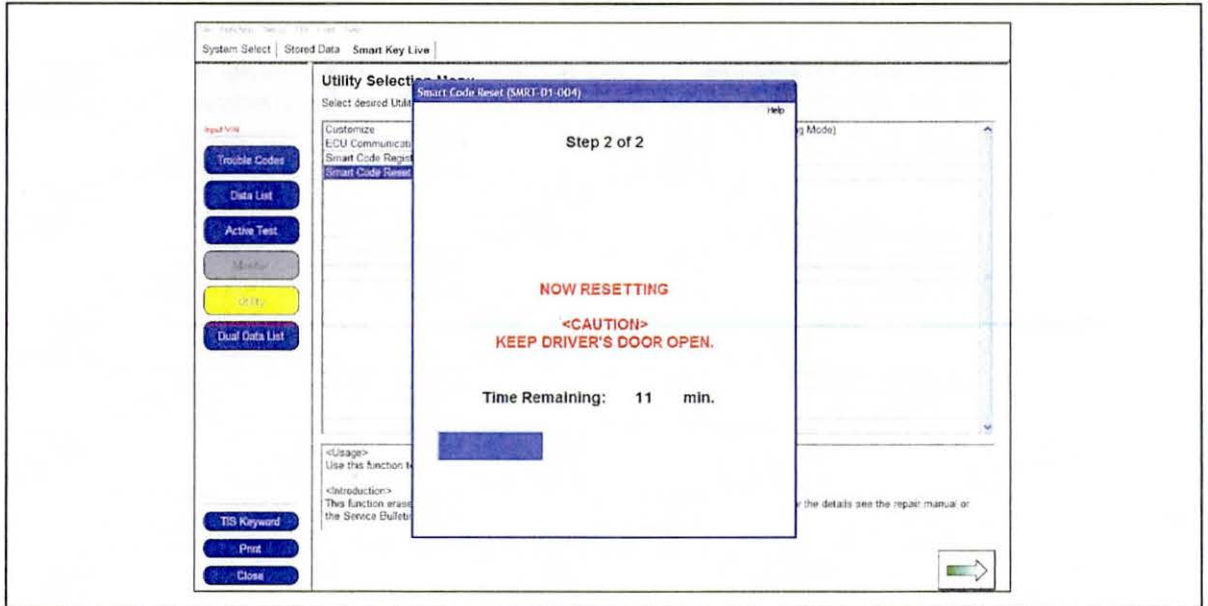 System Select Stored Data Smart Key Live
Utility Selection Menu
Select desired Utili
Smart Code Reset (SMRT-01-004)
Help
Input VIN
Trouble Codes
Data List
Active Test
Monitor
Utility
Dual Data List
Customize
ECU Communicati
Smart Code Regist
Smart Code Reset
g Mode)
Step 2 of 2
NOW RESETTING
<CAUTION>
KEEP DRIVER'S DOOR OPEN.
Time Remaining: 11 min.
<Usage>
Use this function t
<Introduction>
This function erase
r the details see the repair manual or
the Service Bulleti
TIS Keyword
Print
Close